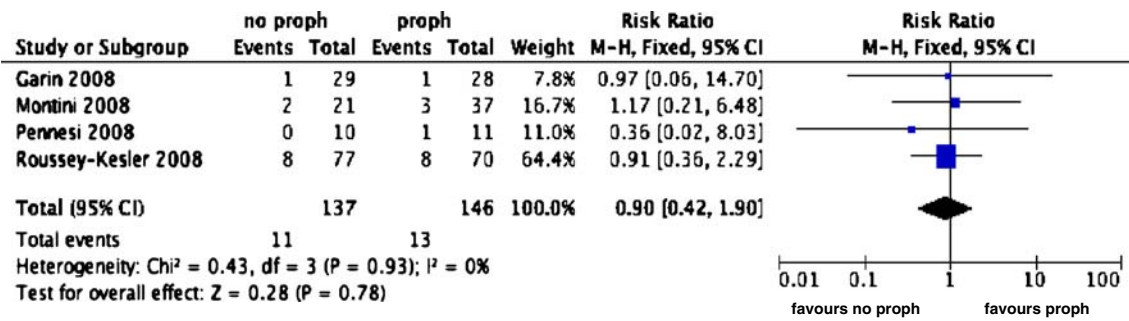 no proph proph Risk Ratio Risk Ratio
Study or Subgroup Events Total Events Total Weight M-H, Fixed, 95% CI M-H, Fixed, 95% CI
Garin 2008 1 29 1 28 7.8% 0.97 [0.06, 14.70]
Montini 2008 2 21 3 37 16.7% 1.17 [0.21, 6.48]
Pennesi 2008 0 10 1 11 11.0% 0.36 [0.02, 8.03]
Roussey-Kesler 2008 8 77 8 70 64.4% 0.91 [0.36, 2.29]
Total (95% CI) 137 146 100.0% 0.90 [0.42, 1.90]
Total events 11 13
Heterogeneity: Chi² = 0.43, df = 3 (P = 0.93); I² = 0%
Test for overall effect: Z = 0.28 (P = 0.78)
0.01 0.1 1 10 100
favours no proph favours proph